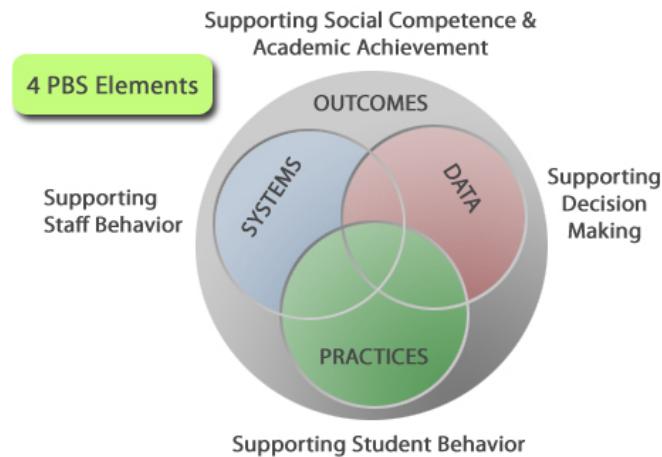 Supporting Social Competence &
Academic Achievement
4 PBS Elements
OUTCOMES
SYSTEMS
DATA
Supporting
Staff Behavior
Supporting
Decision
Making
PRACTICES
Supporting Student Behavior